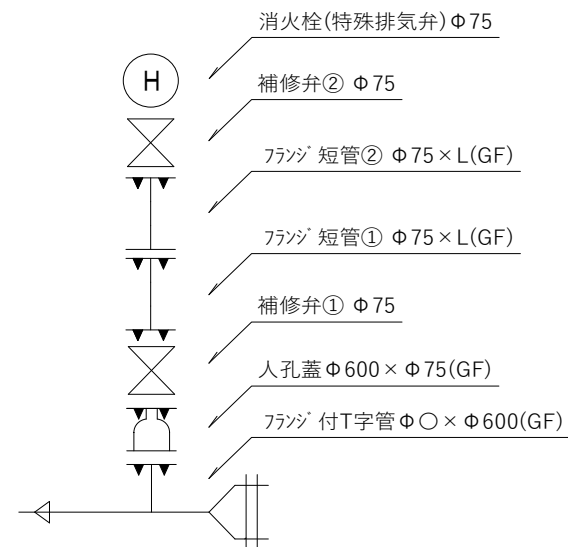 消火栓(特殊排気弁)Φ75
H
補修弁② Φ75
ﾌﾗﾝｼﾞ短管② Φ75×L(GF)
ﾌﾗﾝｼﾞ短管① Φ75×L(GF)
補修弁① Φ75
人孔蓋Φ600×Φ75(GF)
ﾌﾗﾝｼﾞ付T字管Φ〇×Φ600(GF)